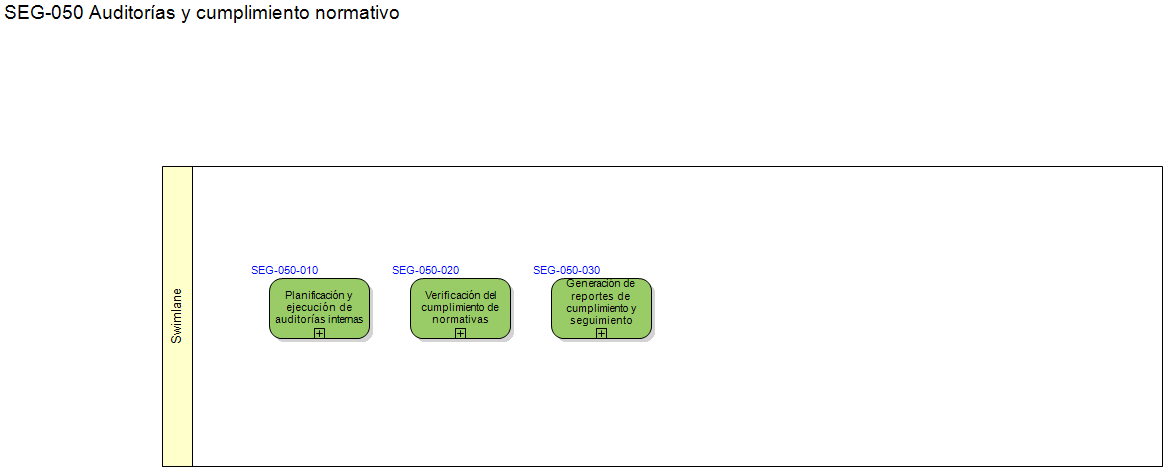 SEG-050 Auditorías y cumplimiento normativo
Swimlane
SEG-050-010
Planificación y
ejecución de
auditorías internas
SEG-050-020
Verificación del
cumplimiento de
normativas
SEG-050-030
Generación de
reportes de
cumplimiento y
seguimiento